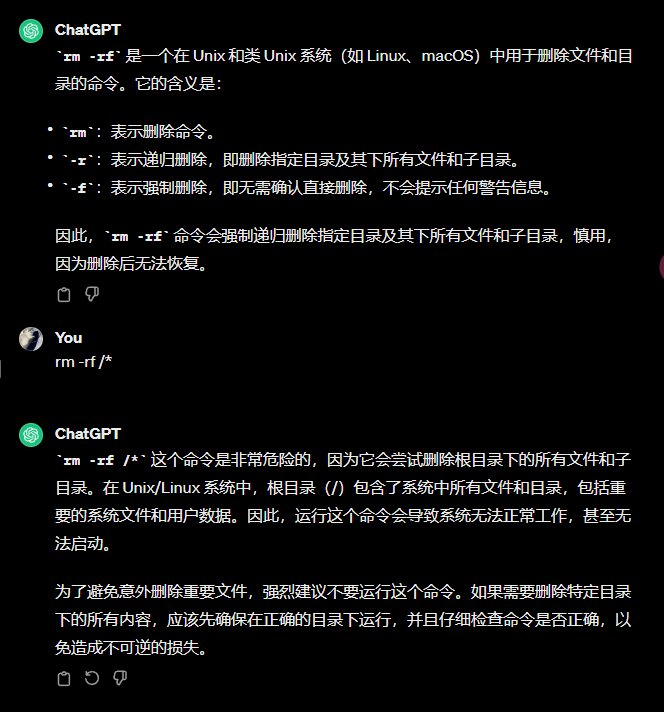 ChatGPT
`rm -rf` 是一个在 Unix 和类 Unix 系统（如 Linux、macOS）中用于删除文件和目
录的命令。它的含义是：
• `rm`：表示删除命令。
• `-r`：表示递归删除，即删除指定目录及其下所有文件和子目录。
• `-f`：表示强制删除，即无需确认直接删除，不会提示任何警告信息。
因此，`rm -rf` 命令会强制递归删除指定目录及其下所有文件和子目录，慎用，
因为删除后无法恢复。
You
rm -rf /*
ChatGPT
`rm -rf /*` 这个命令是非常危险的，因为它会尝试删除根目录下的所有文件和子
目录。在 Unix/Linux 系统中，根目录（/）包含了系统中所有文件和目录，包括重
要的系统文件和用户数据。因此，运行这个命令会导致系统无法正常工作，甚至无
法启动。
为了避免意外删除重要文件，强烈建议不要运行这个命令。如果需要删除特定目录
下的所有内容，应该先确保在正确的目录下运行，并且仔细检查命令是否正确，以
免造成不可逆的损失。